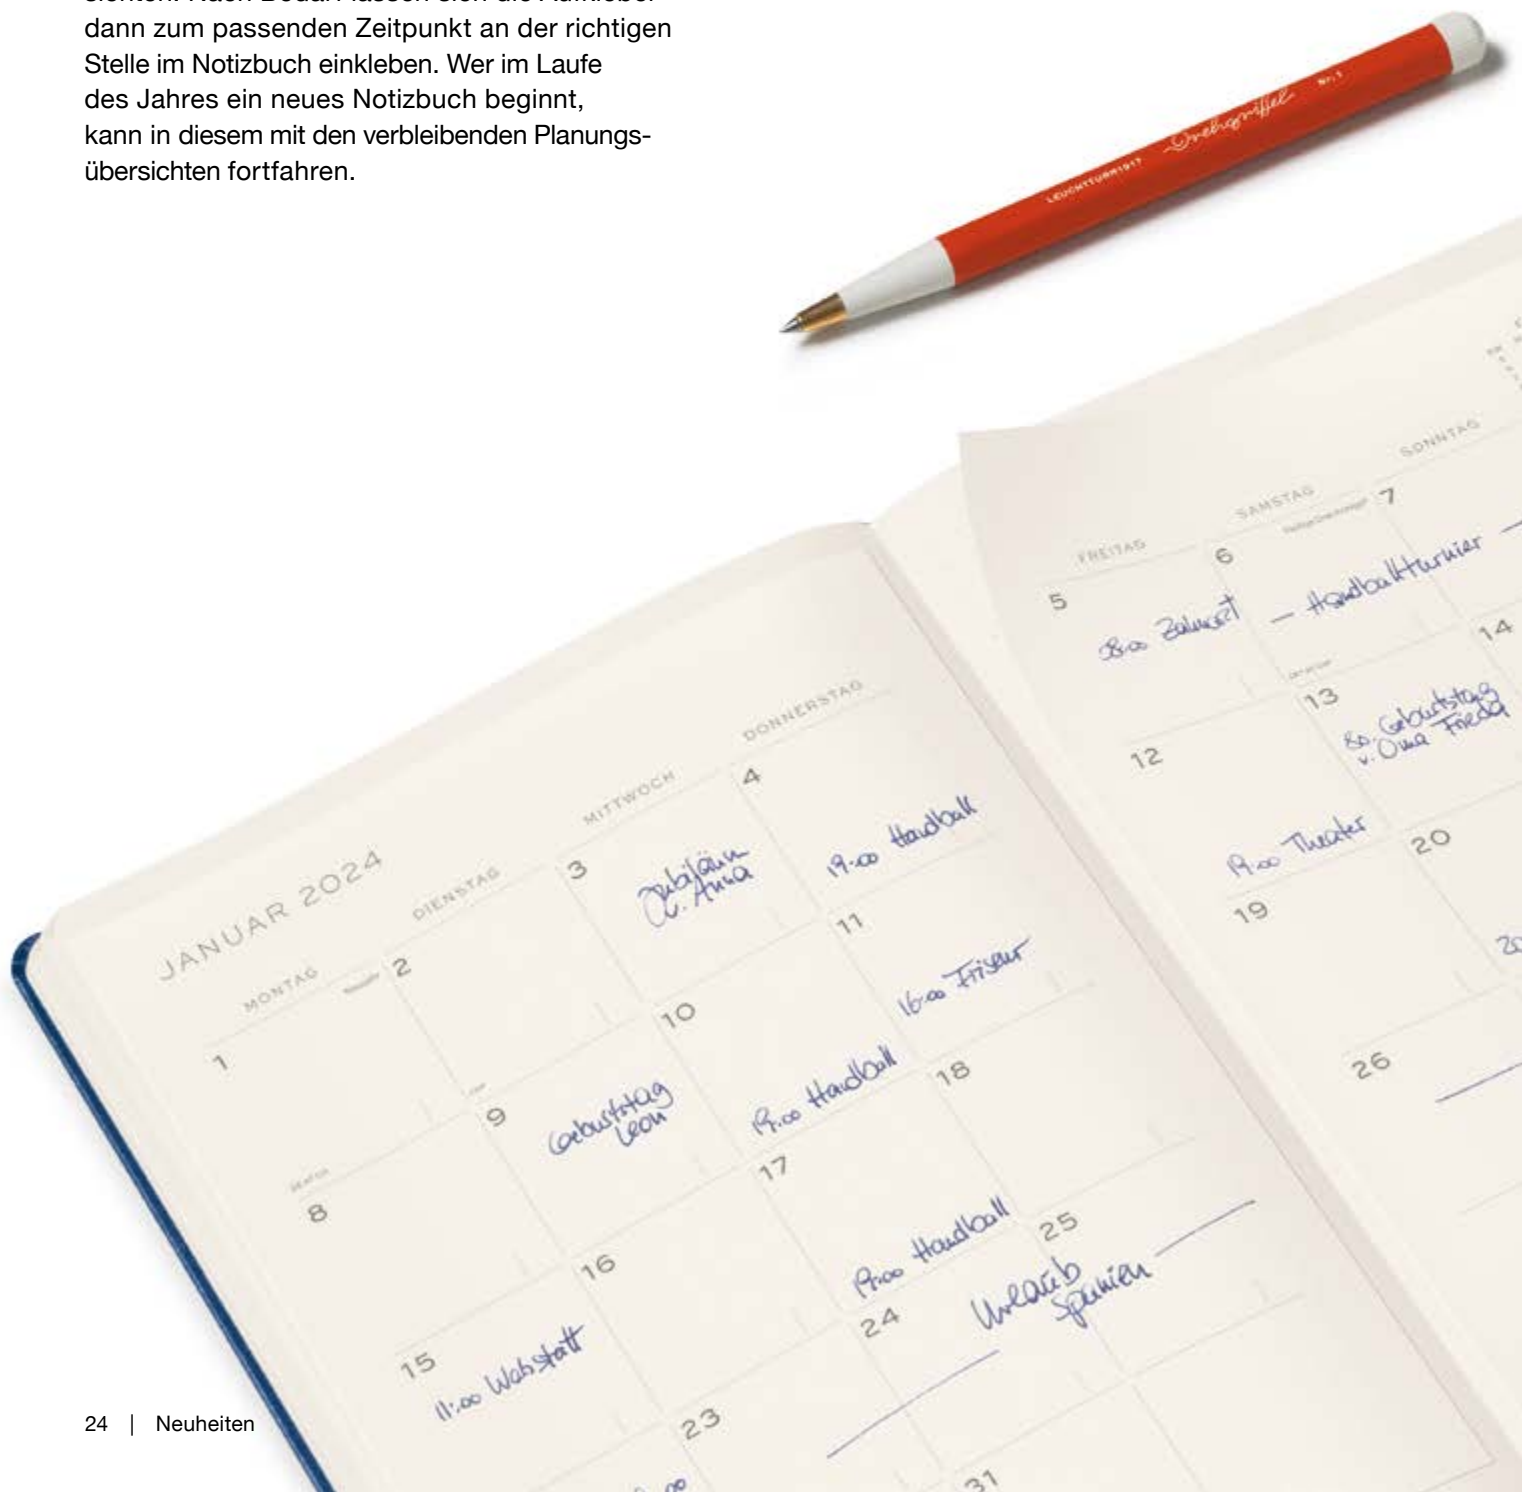 dann zum passenden Zeitpunkt an der richtigen
Stelle im Notizbuch einkleben. Wer im Laufe
des Jahres ein neues Notizbuch beginnt,
kann in diesem mit den verbleibenden Planungs-
übersichten fortfahren.
LEUCHTTURM1917 Drehgriffel Nr. 1
JANUAR 2024
MONTAG DIENSTAG MITTWOCH DONNERSTAG
1 2 3 4
Neujahr
Jubiläum
v. Anna
19:00 Handball
8 9 10 11
Geburtstag
Leon
19:00 Handball
16:00 Friseur
15 16 17 18
11:00 Werkstatt
19:00 Handball
23 24 25
Urlaub
Spanien
31
FREITAG SAMSTAG SONNTAG
5 6 7
08:00 Zahnarzt
— Handballturnier —
12 13 14
19:00 Theater
80. Geburtstag
v. Oma Frieda
19 20
26
24 | Neuheiten